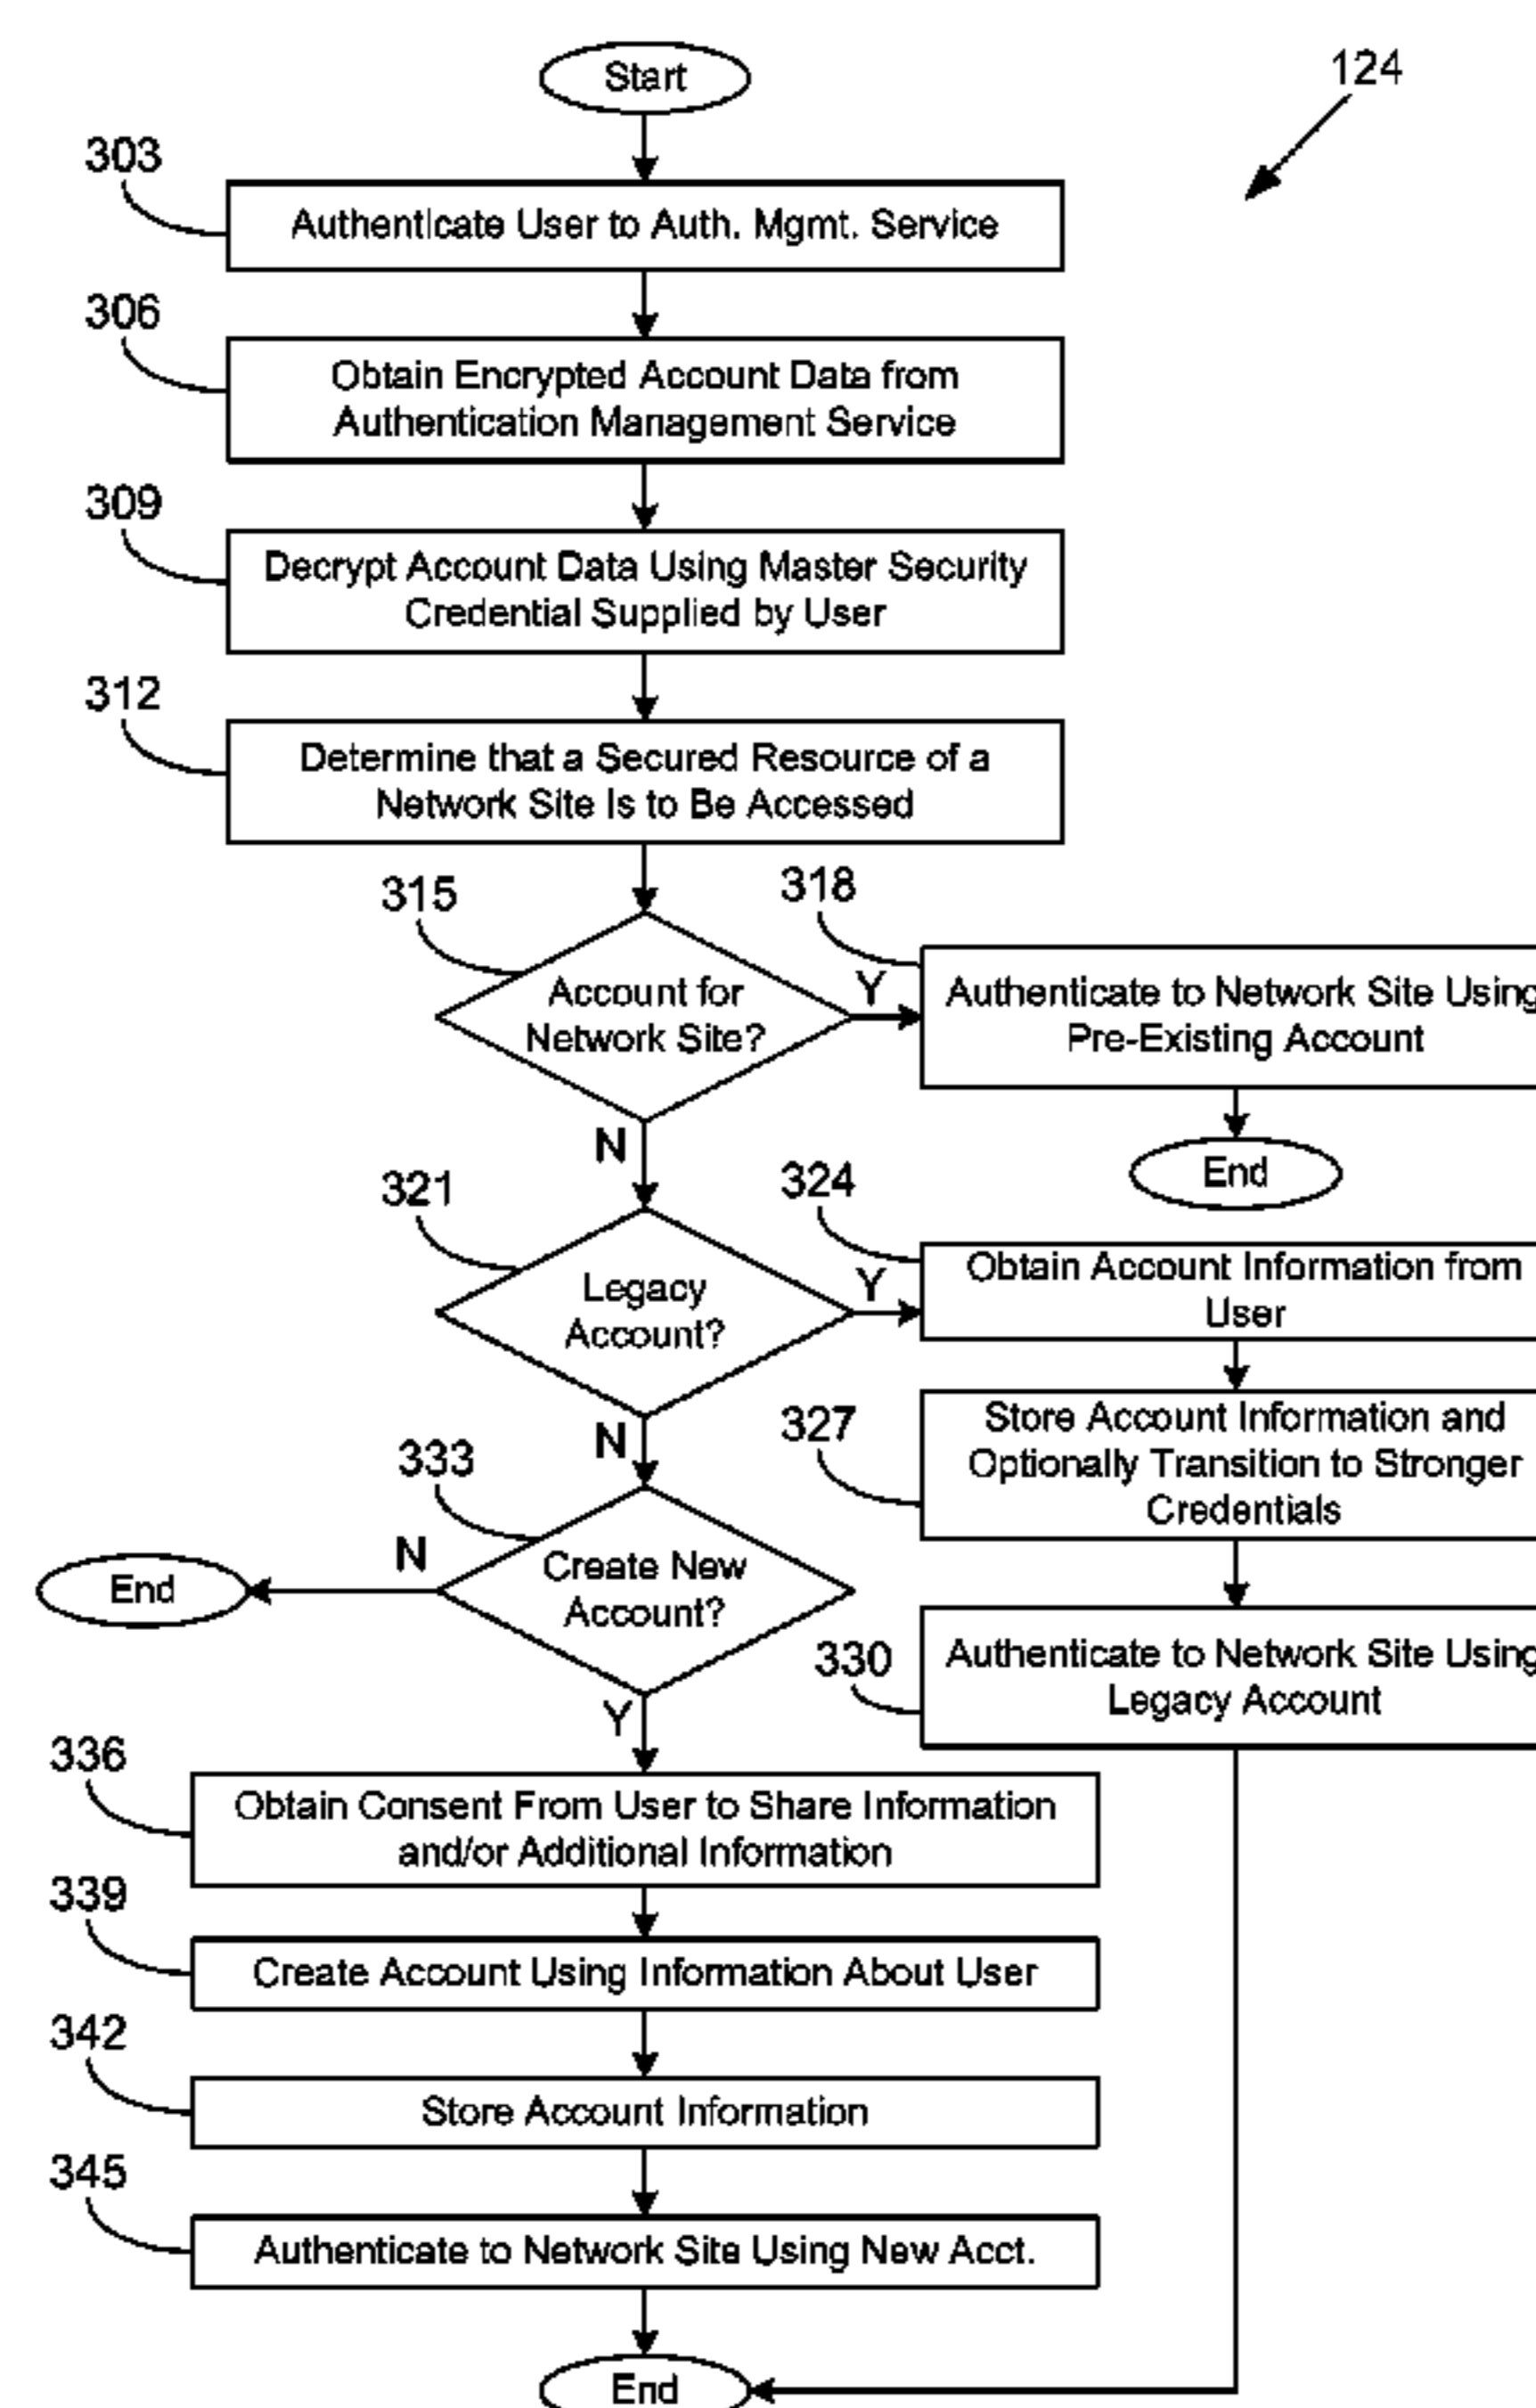 Start
124
303
Authenticate User to Auth. Mgmt. Service
306
Obtain Encrypted Account Data from
Authentication Management Service
309
Decrypt Account Data Using Master Security
Credential Supplied by User
312
Determine that a Secured Resource of a
Network Site Is to Be Accessed
315
Account for
Network Site?
Y
318
Authenticate to Network Site Using
Pre-Existing Account
End
N
321
Legacy
Account?
Y
324
Obtain Account Information from
User
327
Store Account Information and
Optionally Transition to Stronger
Credentials
330
Authenticate to Network Site Using
Legacy Account
N
333
Create New
Account?
N
End
Y
336
Obtain Consent From User to Share Information
and/or Additional Information
339
Create Account Using Information About User
342
Store Account Information
345
Authenticate to Network Site Using New Acct.
End